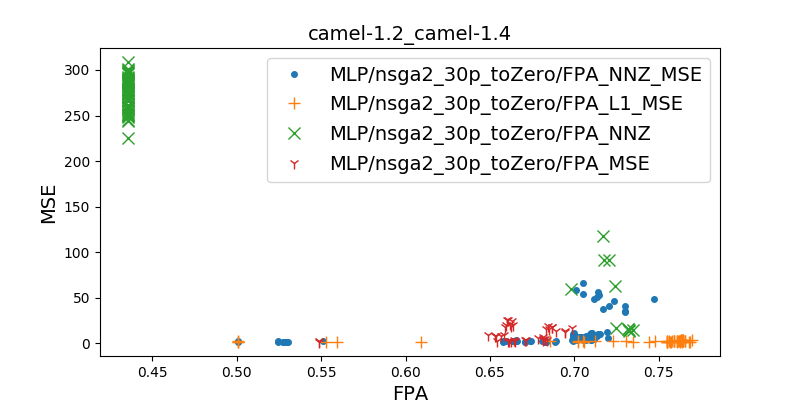 camel-1.2_camel-1.4
MLP/nsga2_30p_toZero/FPA_NNZ_MSE
MLP/nsga2_30p_toZero/FPA_L1_MSE
MLP/nsga2_30p_toZero/FPA_NNZ
MLP/nsga2_30p_toZero/FPA_MSE
MSE
300
250
200
150
100
50
0
0.45 0.50 0.55 0.60 0.65 0.70 0.75
FPA